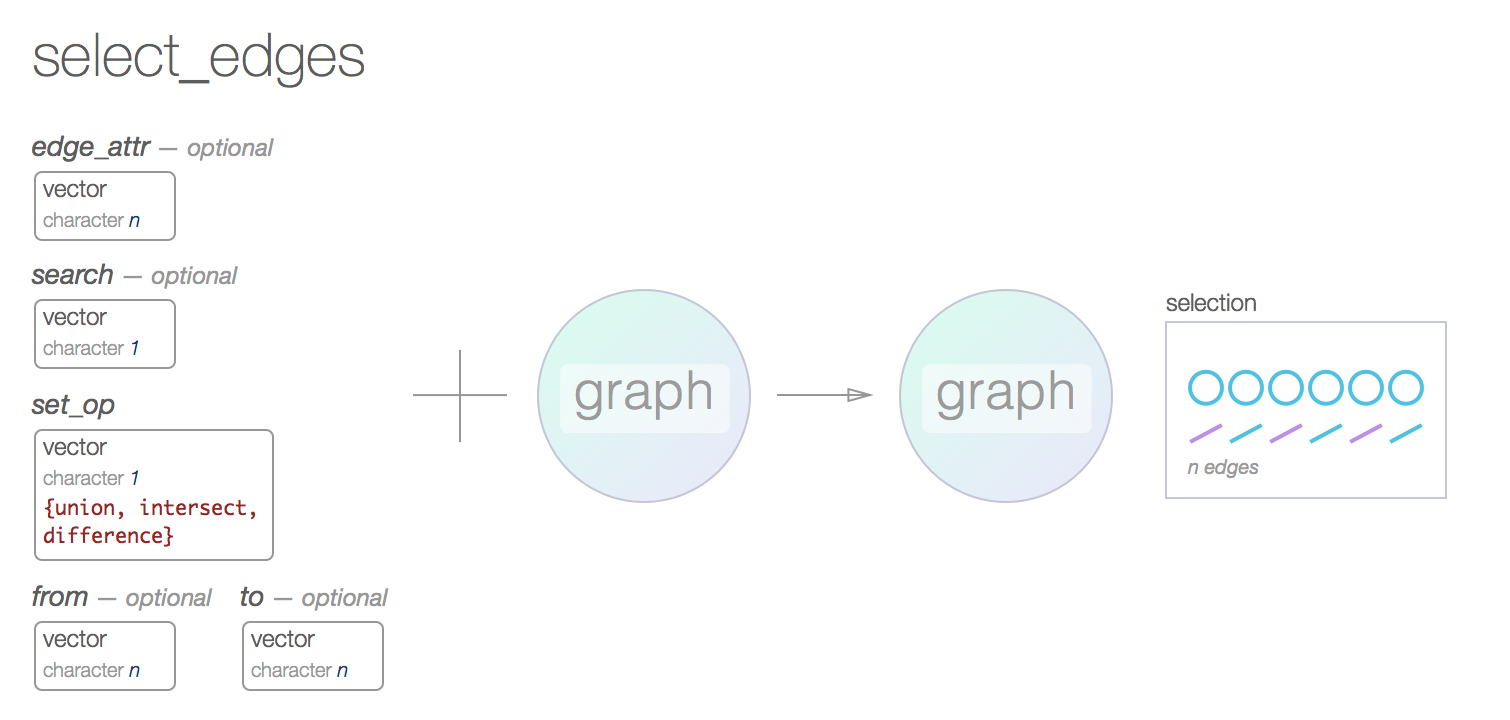 select_edges
edge_attr — optional
vector
character n
search — optional
vector
character 1
set_op
vector
character 1
{union, intersect,
difference}
from — optional
vector
character n
to — optional
vector
character n
graph
graph
selection
n edges